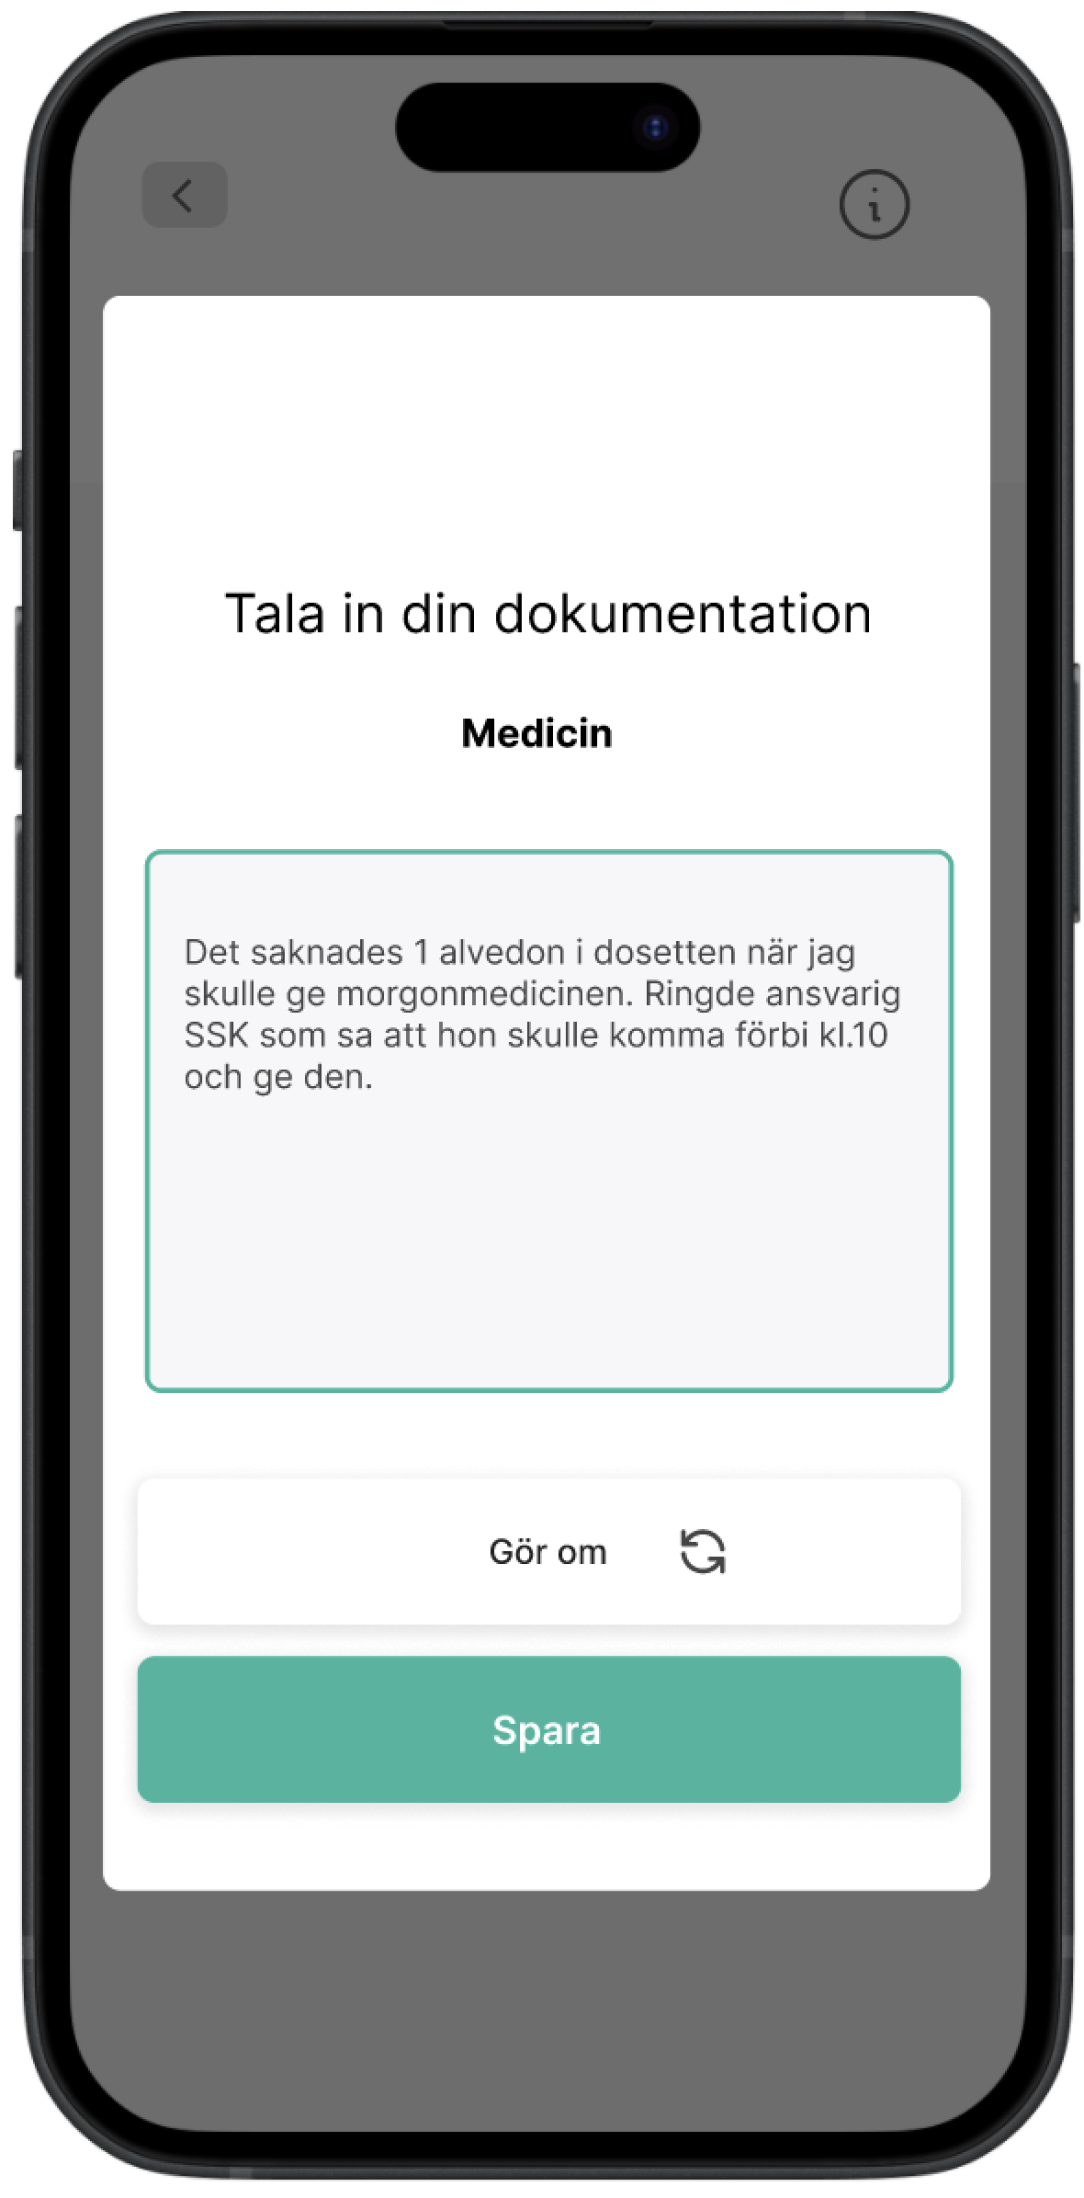 Tala in din dokumentation
Medicin
Det saknades 1 alvedon i dosetten när jag
skulle ge morgonmedicinen. Ringde ansvarig
SSK som sa att hon skulle komma förbi kl.10
och ge den.
Gör om
Spara